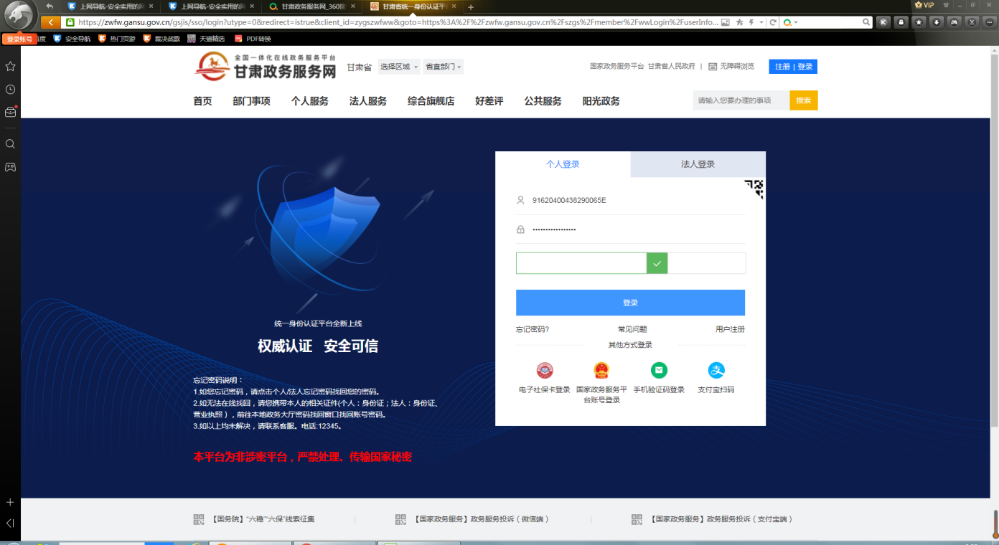 上网导航-安全实用的网
上网导航-安全实用的网
甘肃政务服务网_360搜
甘肃省统一身份认证平台
VIP
https://zwfw.gansu.gov.cn/gsjis/sso/login?utype=0&redirect=istrue&client_id=zygszwfww&goto=https%3A%2F%2Fzwfw.gansu.gov.cn%2Fszgs%2Fmember%2FwwLogin%2FuserInfo...
登录账号
度
安全导航
热门页游
裁决战歌
天猫精选
PDF转换
全国一体化在线政务服务平台
甘肃政务服务网
甘肃省
选择区域
省直部门
国家政务服务平台 甘肃省人民政府 | 无障碍浏览
注册 | 登录
首页 部门事项 个人服务 法人服务 综合旗舰店 好差评 公共服务 阳光政务
请输入您要办理的事项
搜索
个人登录
法人登录
91620400438290065E
•••••••••••••••••
登录
忘记密码? 常见问题 用户注册
其他方式登录
电子社保卡登录
国家政务服务平
台账号登录
手机验证码登录
支付宝扫码
统一身份认证平台全新上线
权威认证 安全可信
忘记密码说明：
1.如您忘记密码，请点击个人/法人忘记密码找回您的密码。
2.如无法在线找回，请您携带本人的相关证件(个人：身份证；法人：身份证、
营业执照），前往本地政务大厅密码找回窗口找回账号密码。
3.如以上均未解决，请联系客服。电话:12345。
本平台为非涉密平台，严禁处理、传输国家秘密
【国务院】“六稳”“六保”线索征集
【国家政务服务】政务服务投诉（微信端）
【国家政务服务】政务服务投诉（支付宝端）